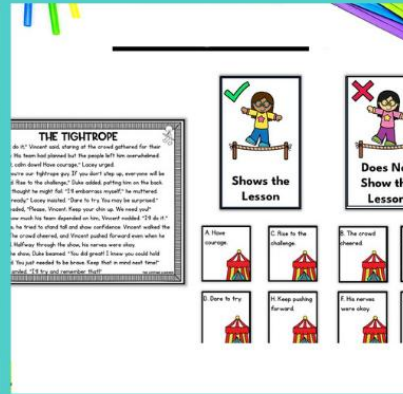 THE TIGHTROPE
do it," Vincent said, staring at the crowd gathered for their
His team had planned but the people left him overwhelmed.
calm down! Have courage," Lacey urged.
you're our tightrope guy. If you don't step up, everyone will be
Rise to the challenge," Duke added, putting him on the back.
thought he might fail. "I'll embarrass myself," he muttered.
ready," Lacey insisted. "Dare to try. You may be surprised."
added, "Please, Vincent. Keep your chin up. We need you!"
how much his team depended on him, Vincent nodded. "I'll do it."
he tried to stand tall and show confidence. Vincent walked the
he crowd cheered, and Vincent pushed forward even when he
Halfway through the show, his nerves were okay.
show, Duke beamed. "You did great! I knew you could hold
You just needed to be brave. Keep that in mind next time!"
smiled. "I'll try and remember that!"
Shows the
Lesson
Does No
Show th
Lesson
A. Have
courage.
C. Rise to the
challenge.
B. The crowd
cheered.
D. Dare to try.
H. Keep pushing
forward.
F. His nerves
were okay.